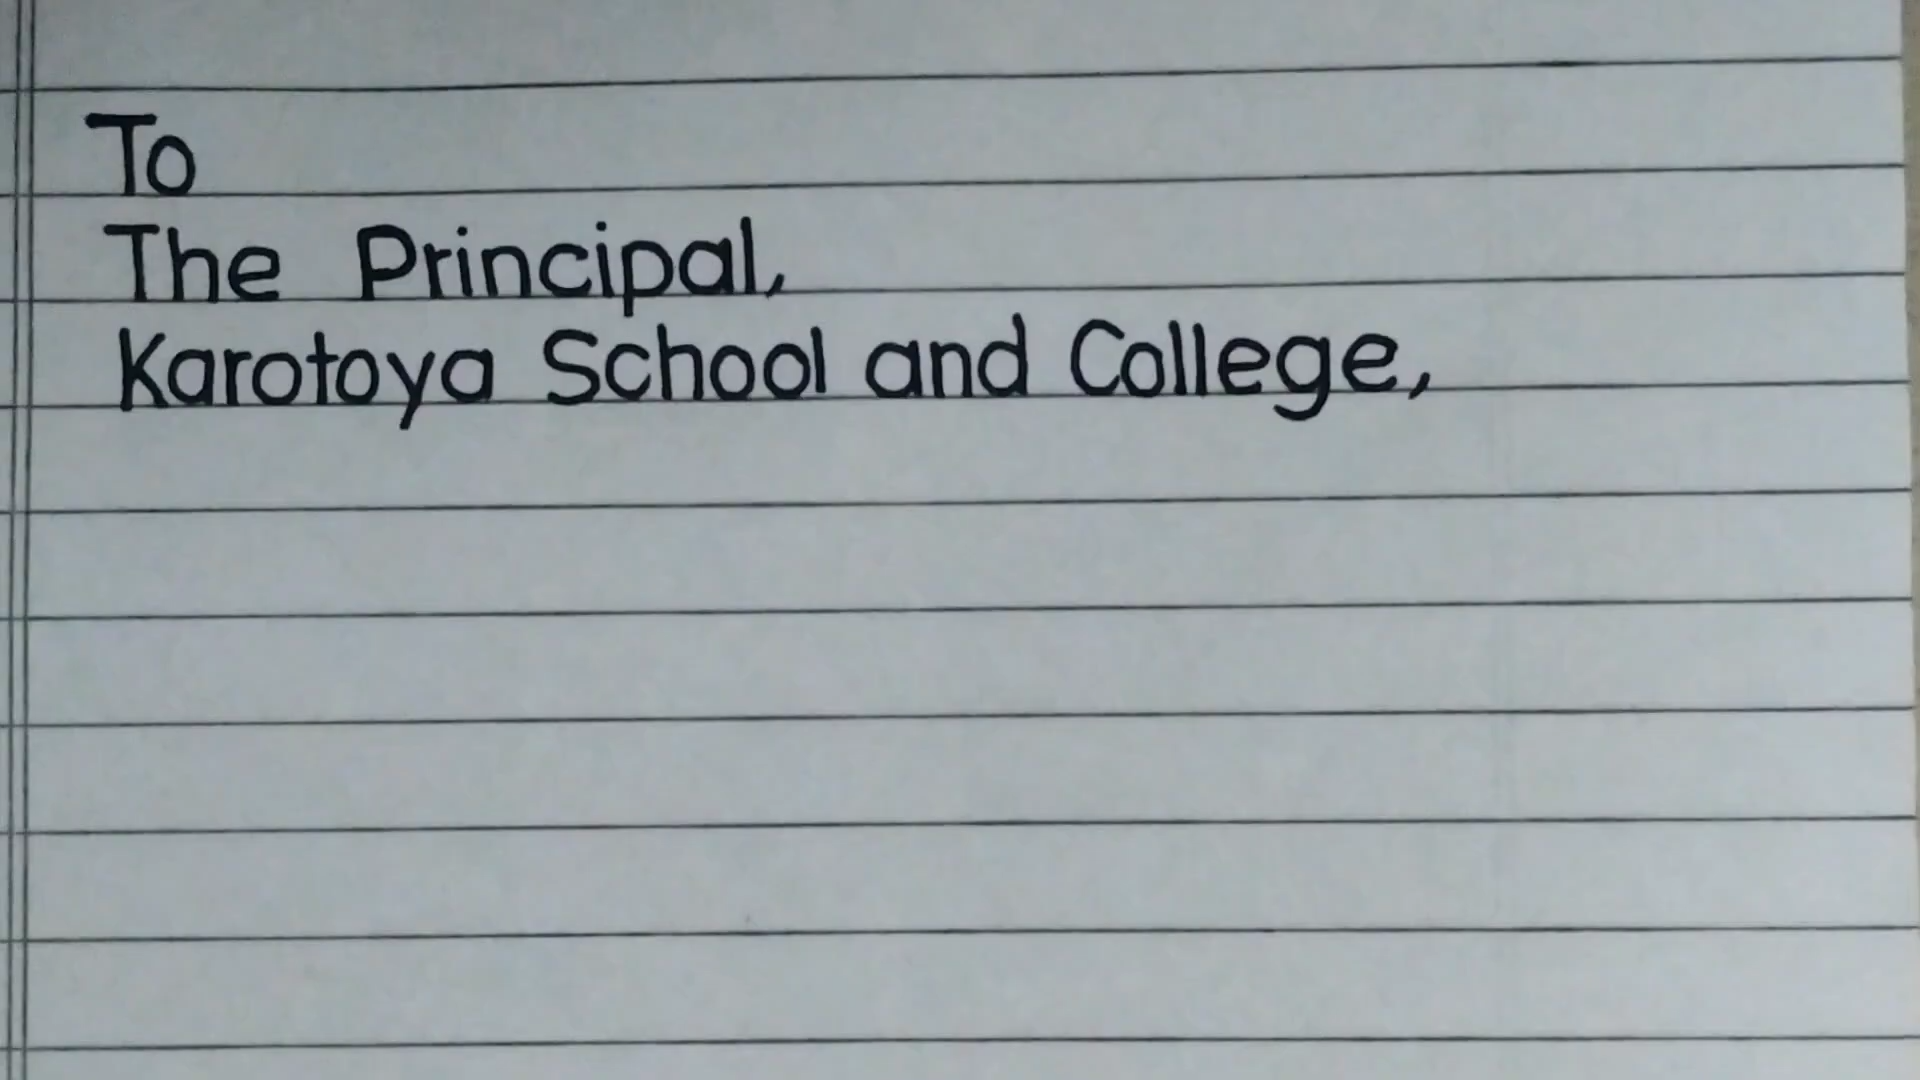 To
The Principal,
Karotoya School and College,